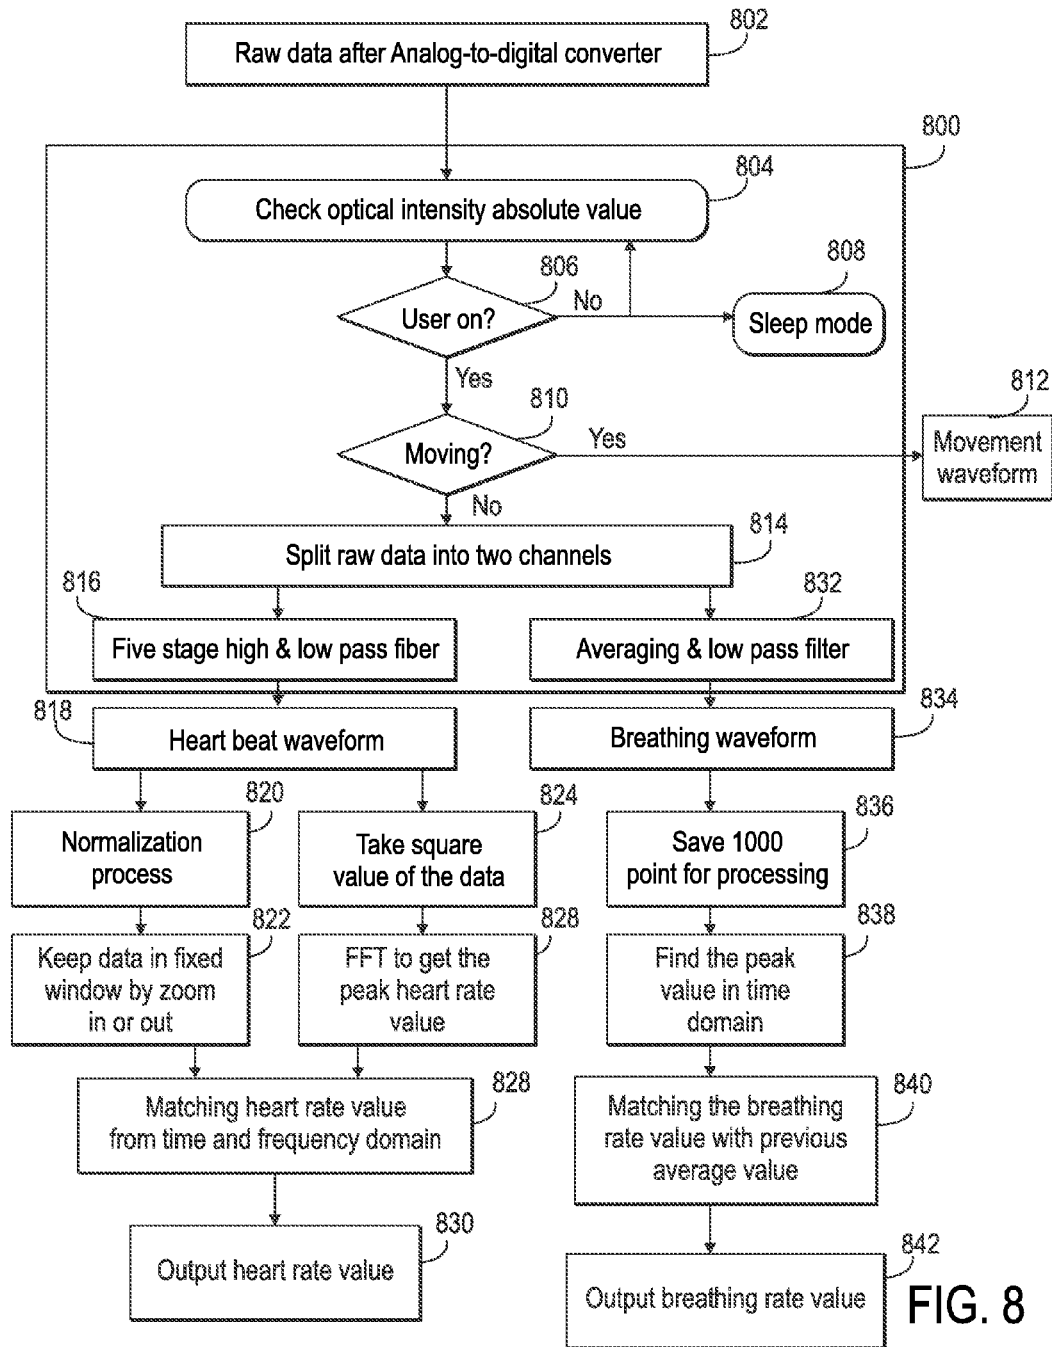 802
Raw data after Analog-to-digital converter
800
804
Check optical intensity absolute value
806
User on?
No
808
Sleep mode
Yes
810
Moving?
Yes
812
Movement
waveform
No
814
Split raw data into two channels
816
Five stage high & low pass fiber
832
Averaging & low pass filter
818
Heart beat waveform
834
Breathing waveform
820
Normalization
process
824
Take square
value of the data
836
Save 1000
point for processing
822
Keep data in fixed
window by zoom
in or out
828
FFT to get the
peak heart rate
value
838
Find the peak
value in time
domain
828
Matching heart rate value
from time and frequency domain
840
Matching the breathing
rate value with previous
average value
830
Output heart rate value
842
Output breathing rate value
FIG. 8